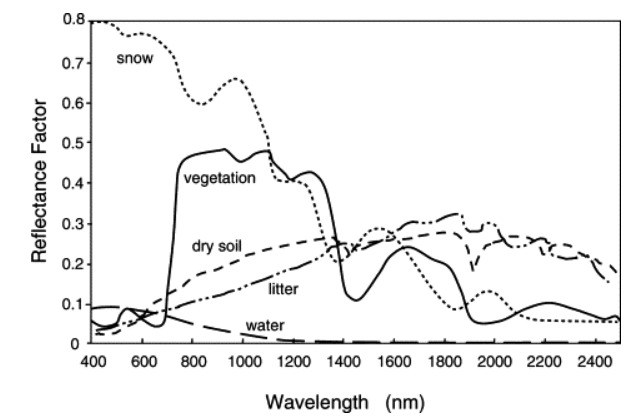 0.8
0.7
0.6
0.5
0.4
0.3
0.2
0.1
0
Reflectance Factor
snow
vegetation
dry soil
litter
water
400 600 800 1000 1200 1400 1600 1800 2000 2200 2400
Wavelength (nm)